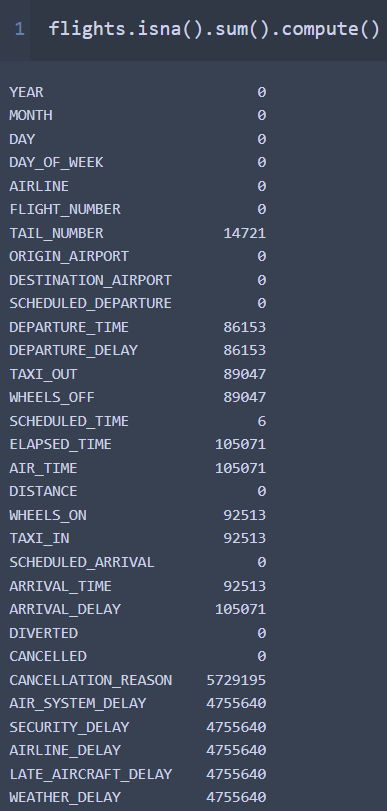 1 flights.isna().sum().compute()
YEAR 0
MONTH 0
DAY 0
DAY_OF_WEEK 0
AIRLINE 0
FLIGHT_NUMBER 0
TAIL_NUMBER 14721
ORIGIN_AIRPORT 0
DESTINATION_AIRPORT 0
SCHEDULED_DEPARTURE 0
DEPARTURE_TIME 86153
DEPARTURE_DELAY 86153
TAXI_OUT 89047
WHEELS_OFF 89047
SCHEDULED_TIME 6
ELAPSED_TIME 105071
AIR_TIME 105071
DISTANCE 0
WHEELS_ON 92513
TAXI_IN 92513
SCHEDULED_ARRIVAL 0
ARRIVAL_TIME 92513
ARRIVAL_DELAY 105071
DIVERTED 0
CANCELLED 0
CANCELLATION_REASON 5729195
AIR_SYSTEM_DELAY 4755640
SECURITY_DELAY 4755640
AIRLINE_DELAY 4755640
LATE_AIRCRAFT_DELAY 4755640
WEATHER_DELAY 4755640